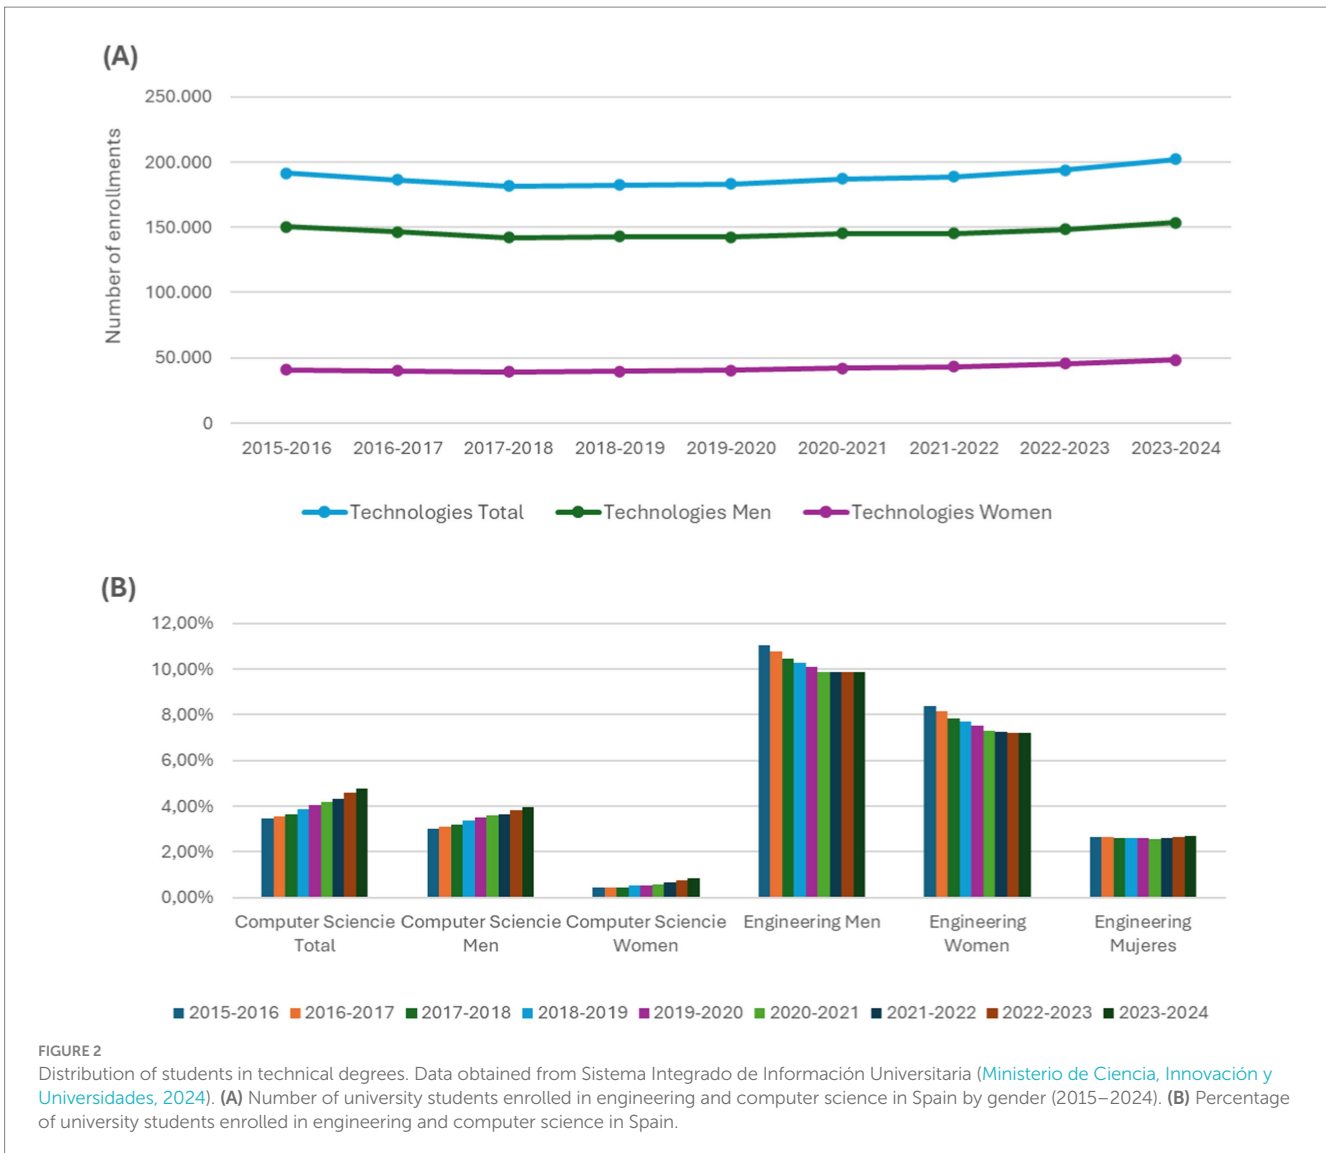 (A)
Number of enrollments
250.000
200.000
150.000
100.000
50.000
0
2015-2016 2016-2017 2017-2018 2018-2019 2019-2020 2020-2021 2021-2022 2022-2023 2023-2024
Technologies Total Technologies Men Technologies Women
(B)
12,00%
10,00%
8,00%
6,00%
4,00%
2,00%
0,00%
Computer Sciencie Computer Sciencie Computer Sciencie Engineering Men Engineering Engineering
Total Men Women Women Mujeres
2015-2016 2016-2017 2017-2018 2018-2019 2019-2020 2020-2021 2021-2022 2022-2023 2023-2024
FIGURE 2
Distribution of students in technical degrees. Data obtained from Sistema Integrado de Información Universitaria (Ministerio de Ciencia, Innovación y
Universidades, 2024). (A) Number of university students enrolled in engineering and computer science in Spain by gender (2015–2024). (B) Percentage
of university students enrolled in engineering and computer science in Spain.